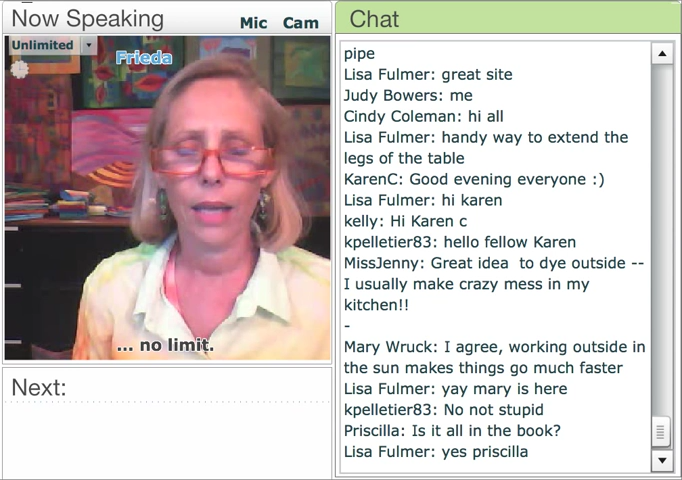 Now Speaking
Mic Cam
Unlimited
Frieda
... no limit.
Next:
Chat
pipe
Lisa Fulmer: great site
Judy Bowers: me
Cindy Coleman: hi all
Lisa Fulmer: handy way to extend the
legs of the table
KarenC: Good evening everyone :)
Lisa Fulmer: hi karen
kelly: Hi Karen c
kpelletier83: hello fellow Karen
MissJenny: Great idea  to dye outside --
I usually make crazy mess in my
kitchen!!
-
Mary Wruck: I agree, working outside in
the sun makes things go much faster
Lisa Fulmer: yay mary is here
kpelletier83: No not stupid
Priscilla: Is it all in the book?
Lisa Fulmer: yes priscilla